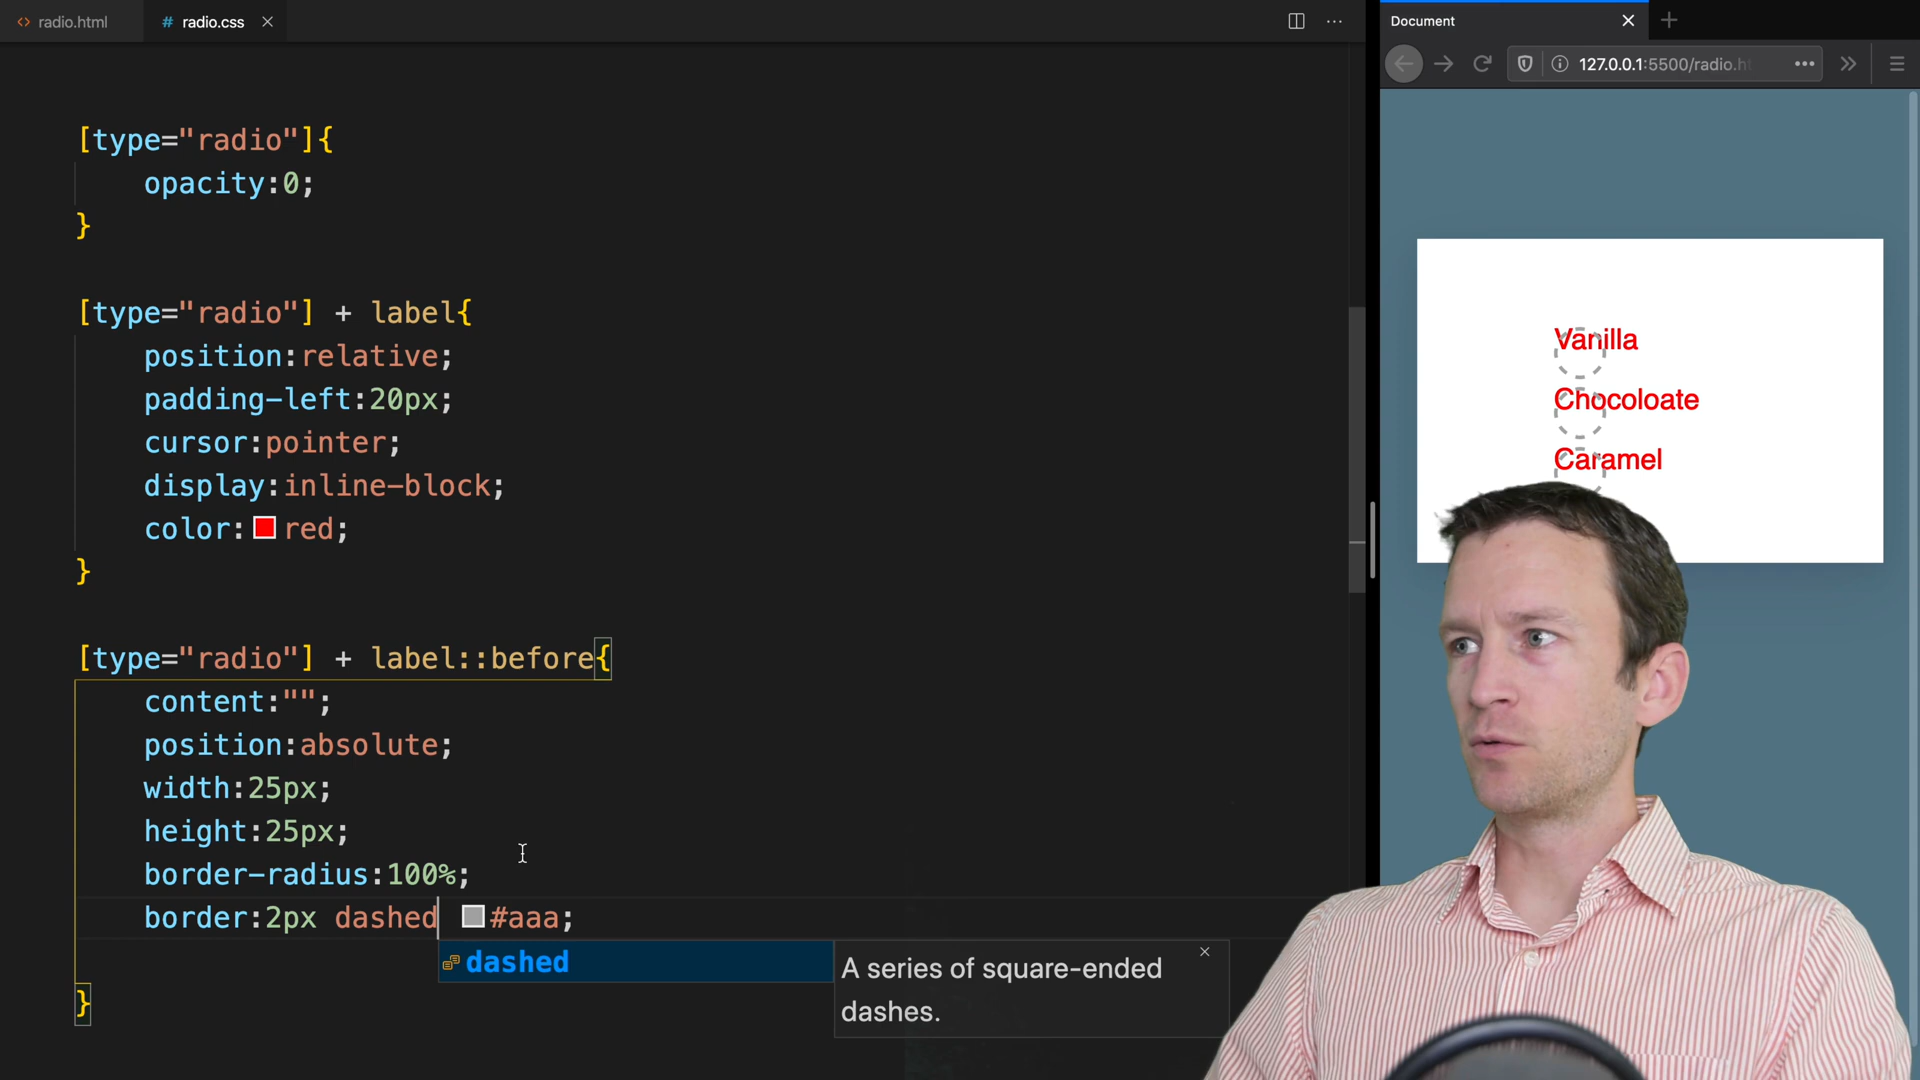 radio.html
radio.css
[type="radio"]{
opacity:0;
}
[type="radio"] + label{
position:relative;
padding-left:20px;
cursor:pointer;
display:inline-block;
color:red;
}
[type="radio"] + label::before{
content:"";
position:absolute;
width:25px;
height:25px;
border-radius:100%;
border:2px dashed #aaa;
dashed
A series of square-ended
dashes.
}
Document
127.0.0.1:5500/radio.ht
Vanilla
Chocoloate
Caramel